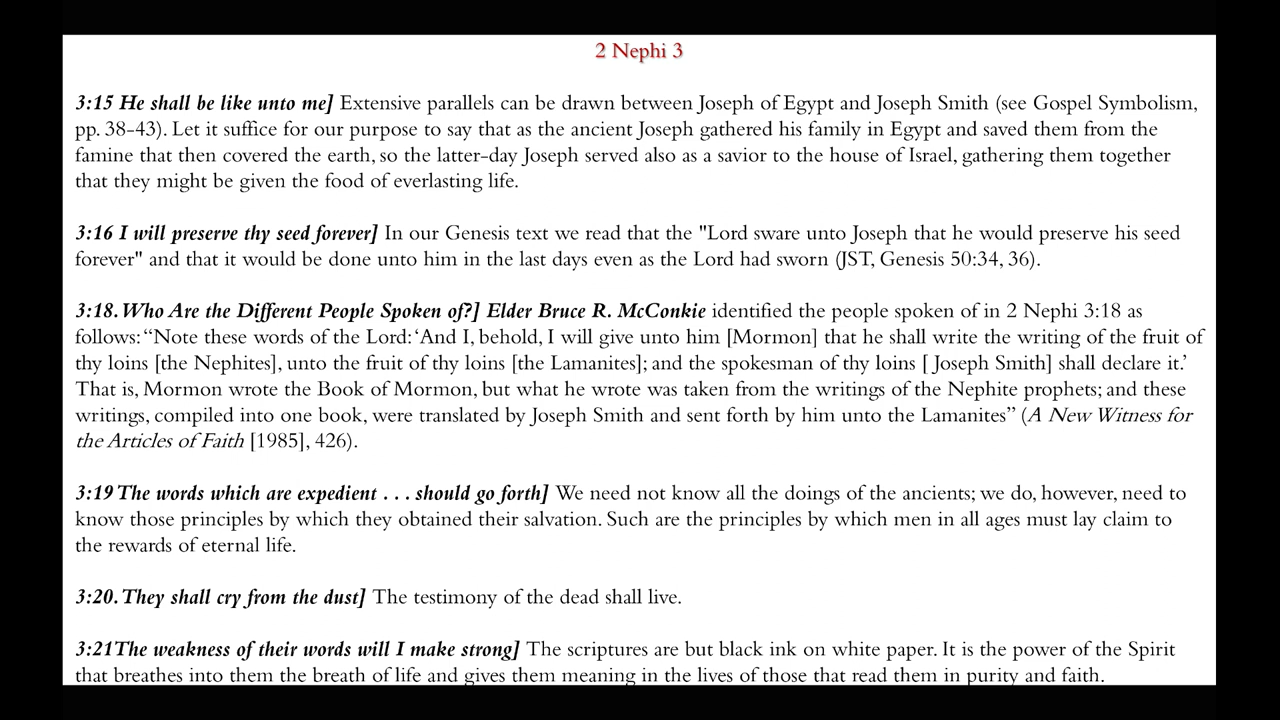 2 Nephi 3
3:15 He shall be like unto me] Extensive parallels can be drawn between Joseph of Egypt and Joseph Smith (see Gospel Symbolism,
pp. 38-43). Let it suffice for our purpose to say that as the ancient Joseph gathered his family in Egypt and saved them from the
famine that then covered the earth, so the latter-day Joseph served also as a savior to the house of Israel, gathering them together
that they might be given the food of everlasting life.
3:16 I will preserve thy seed forever] In our Genesis text we read that the "Lord sware unto Joseph that he would preserve his seed
forever" and that it would be done unto him in the last days even as the Lord had sworn (JST, Genesis 50:34, 36).
3:18. Who Are the Different People Spoken of?] Elder Bruce R. McConkie identified the people spoken of in 2 Nephi 3:18 as
follows: “Note these words of the Lord: ‘And I, behold, I will give unto him [Mormon] that he shall write the writing of the fruit of
thy loins [the Nephites], unto the fruit of thy loins [the Lamanites]; and the spokesman of thy loins [ Joseph Smith] shall declare it.’
That is, Mormon wrote the Book of Mormon, but what he wrote was taken from the writings of the Nephite prophets; and these
writings, compiled into one book, were translated by Joseph Smith and sent forth by him unto the Lamanites” (A New Witness for
the Articles of Faith [1985], 426).
3:19 The words which are expedient . . . should go forth] We need not know all the doings of the ancients; we do, however, need to
know those principles by which they obtained their salvation. Such are the principles by which men in all ages must lay claim to
the rewards of eternal life.
3:20. They shall cry from the dust] The testimony of the dead shall live.
3:21The weakness of their words will I make strong] The scriptures are but black ink on white paper. It is the power of the Spirit
that breathes into them the breath of life and gives them meaning in the lives of those that read them in purity and faith.